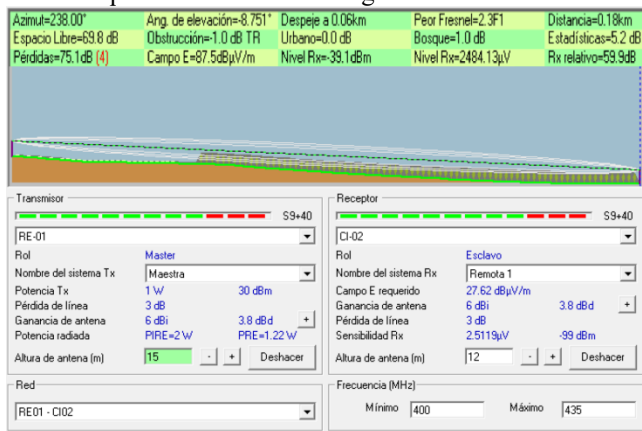 Azimut=238.00° Ang. de elevación=-8.751° Despeje a 0.06km Peor Fresnel=2.3F1 Distancia=0.18km
Espacio Libre=69.8 dB Obstrucción=-1.0 dB TR Urbano=0.0 dB Bosque=1.0 dB Estadísticas=5.2 dB
Pérdidas=75.1dB (4) Campo E=87.5dBµV/m Nivel Rx=-39.1dBm Nivel Rx=2484.13µV Rx relativo=59.9dB
Transmisor Receptor
S9+40 S9+40
RE-01 CI-02
Rol Master Rol Esclavo
Nombre del sistema Tx Maestra Nombre del sistema Rx Remota 1
Potencia Tx 1 W 30 dBm Campo E requerido 27.62 dBµV/m
Pérdida de línea 3 dB Ganancia de antena 6 dBi 3.8 dBd +
Ganancia de antena 6 dBi 3.8 dBd + Pérdida de línea 3 dB
Potencia radiada PIRE=2 W PRE=1.22 W Sensibilidad Rx 2.5119µV -99 dBm
Altura de antena (m) 15 - + Deshacer Altura de antena (m) 12 - + Deshacer
Red Frecuencia (MHz)
RE01 - CI02 Mínimo 400 Máximo 435